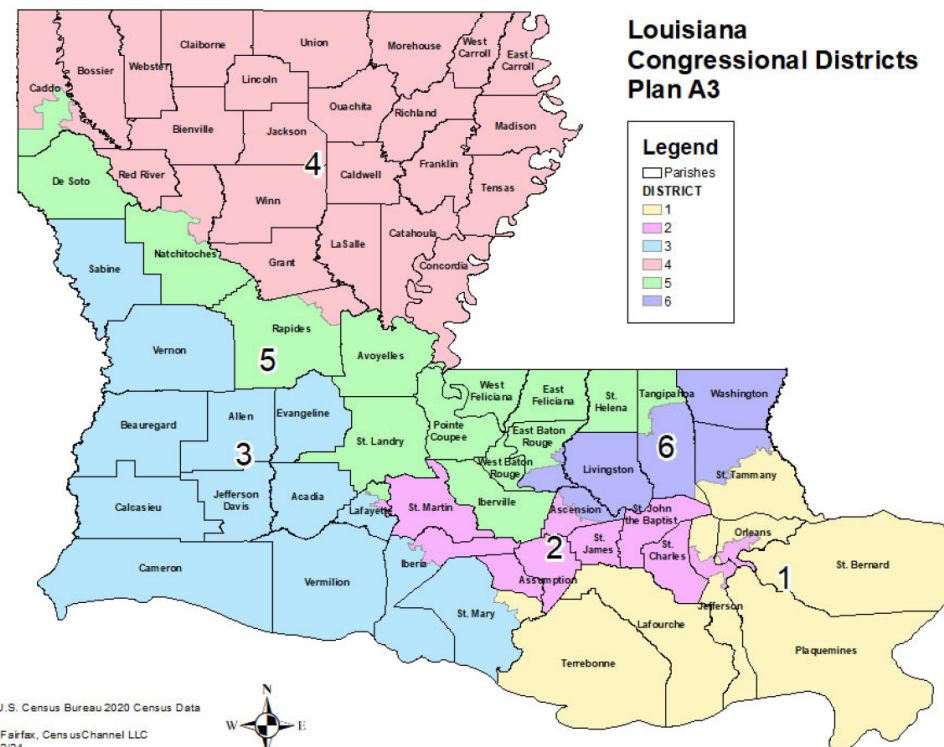 Louisiana
Congressional Districts
Plan A3
Legend
Parishes
DISTRICT
1
2
3
4
5
6
Claiborne
Union
Morehouse
West
Carroll
East
Carroll
Bossier
Webster
Lincoln
Caddo
Ouachita
Richland
Madison
Bienville
Jackson
4
Franklin
De Soto
Red River
Caldwell
Tensas
Winn
LaSalle
Catahoula
Natchitoches
Sabine
Grant
Concordia
Vernon
Rapides
5
Avoyelles
West
Feliciana
East
Feliciana
St.
Helena
Tangipahoa
Washington
Beauregard
Allen
Evangeline
3
St. Landry
Pointe
Coupee
East Baton
Rouge
6
West Baton
Rouge
Livingston
St. Tammany
Calcasieu
Jefferson
Davis
Acadia
Lafayette
St. Martin
Iberville
Ascension
St. John
the Baptist
Orleans
Cameron
Vermilion
Iberia
2
St.
James
St.
Charles
1
St. Bernard
St. Mary
Assumption
Jefferson
Lafourche
Terrebonne
Plaquemines
J.S. Census Bureau 2020 Census Data
Fairfax, CensusChannel LLC
N
W
E